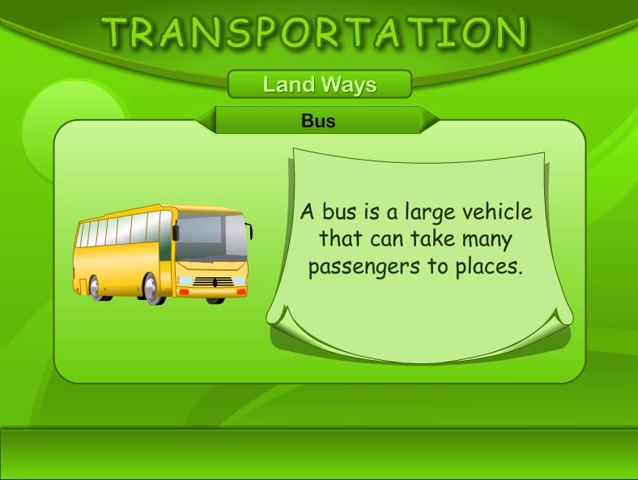 TRANSPORTATION
Land Ways
Bus
A bus is a large vehicle
that can take many
passengers to places.